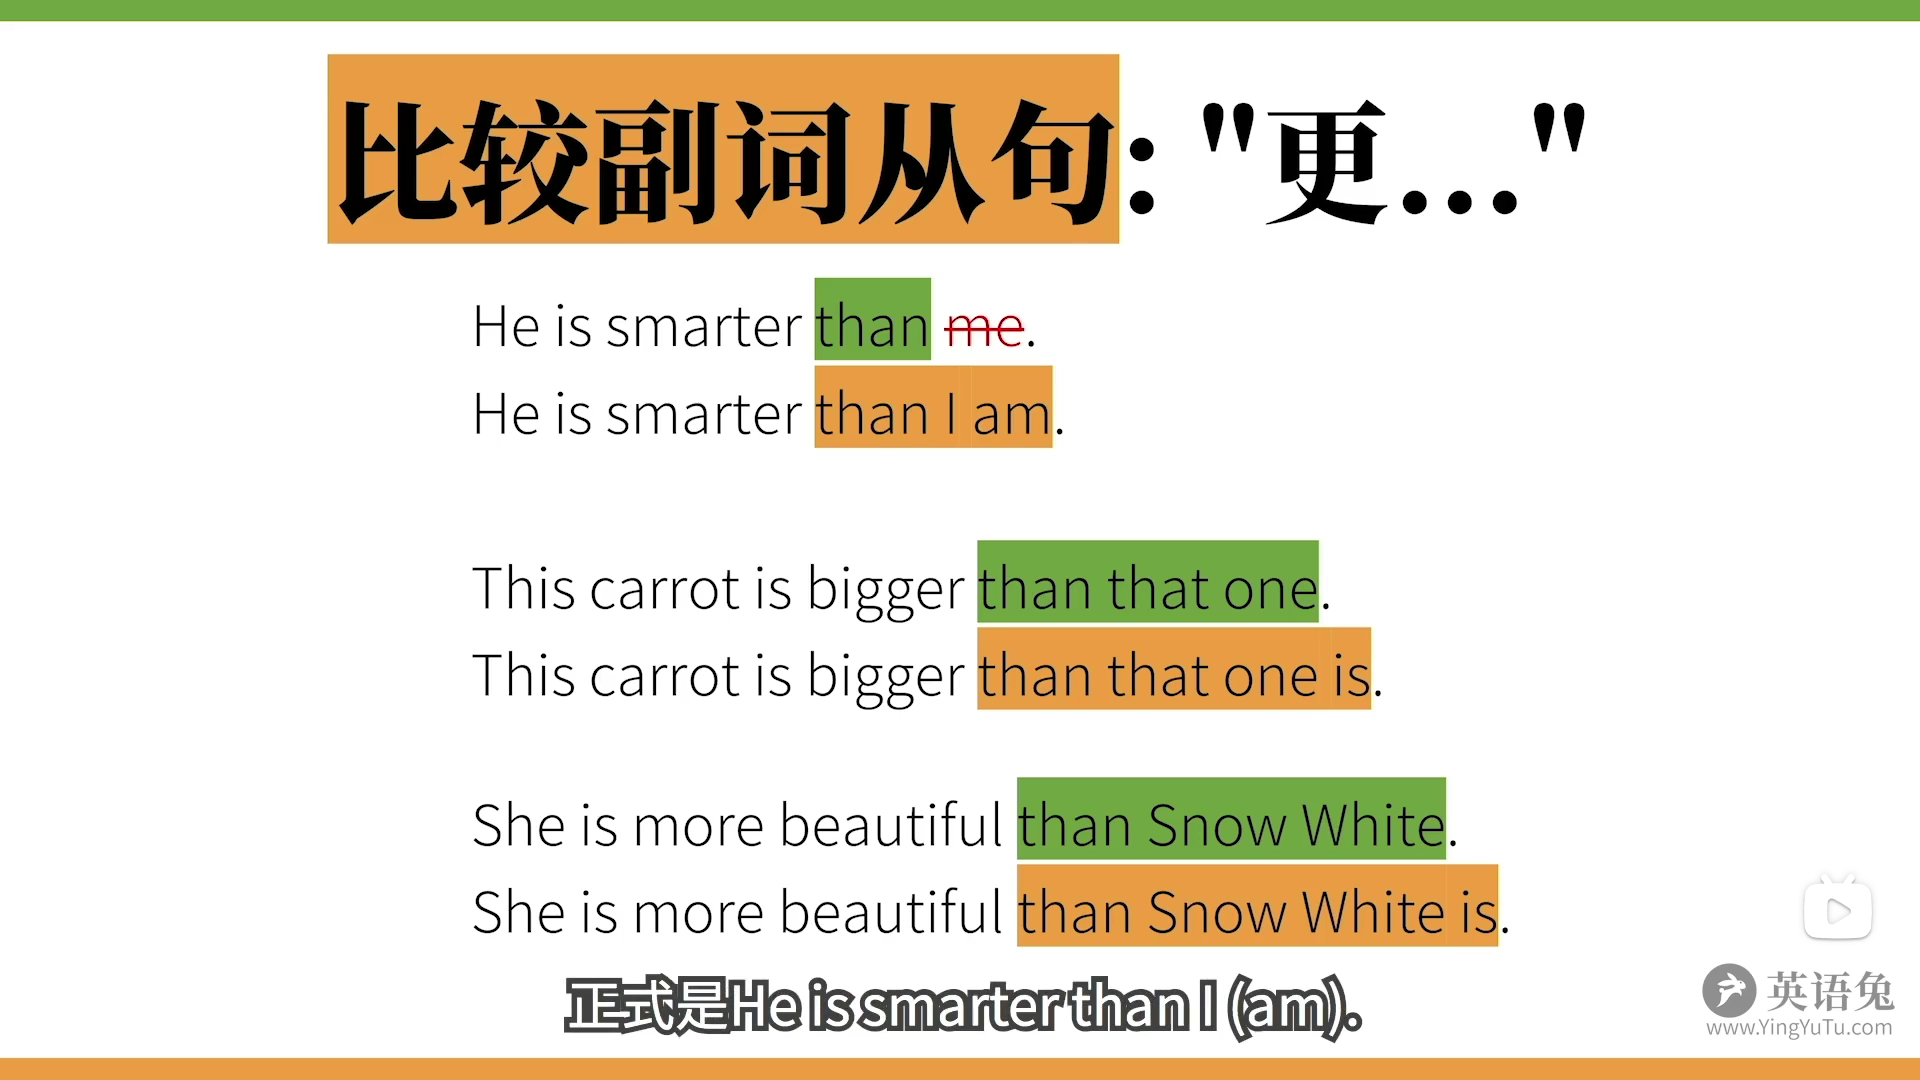 比较副词从句: "更..."
He is smarter than me.
He is smarter than I am.
This carrot is bigger than that one.
This carrot is bigger than that one is.
She is more beautiful than Snow White.
She is more beautiful than Snow White is.
正式是He is smarter than I (am).
英语兔
www.YingYuTu.com